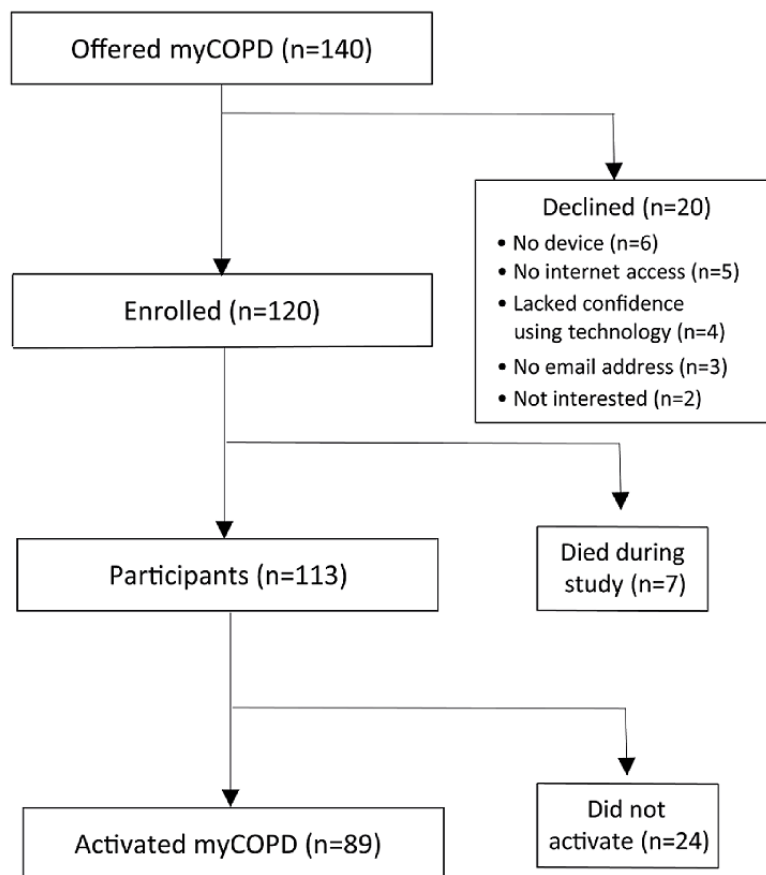 Offered myCOPD (n=140)
Declined (n=20)
• No device (n=6)
• No internet access (n=5)
• Lacked confidence
using technology (n=4)
• No email address (n=3)
• Not interested (n=2)
Enrolled (n=120)
Died during
study (n=7)
Participants (n=113)
Did not
activate (n=24)
Activated myCOPD (n=89)